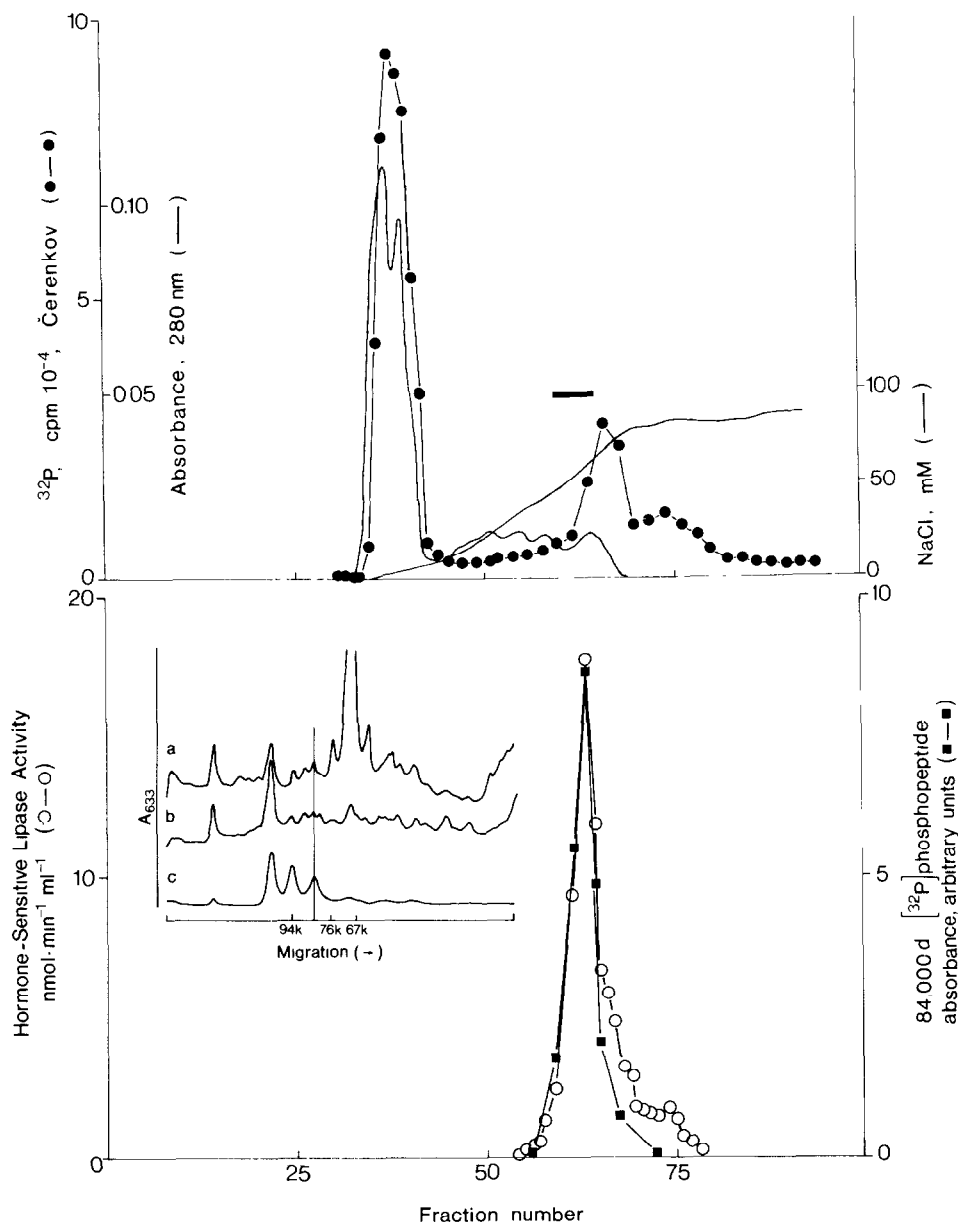 10
5
0
³²P, cpm 10⁻⁴, Čerenkov (●—●)
0.10
0.05
Absorbance, 280 nm (—)
100
50
0
NaCl, mM (—)
20
10
0
Hormone-Sensitive Lipase Activity
nmol·min⁻¹ ml⁻¹ (○—○)
A₆₃₃
a
b
c
94k 76k 67k
Migration (→)
10
5
0
84,000 d [³²P] phosphopeptide
absorbance, arbitrary units (■—■)
25 50 75
Fraction number